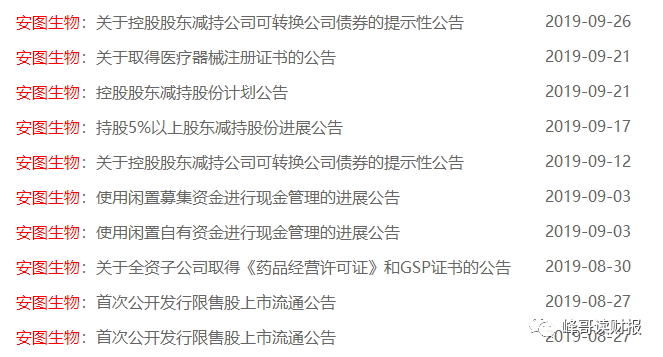 安图生物：关于控股股东减持公司可转换公司债券的提示性公告 2019-09-26
安图生物：关于取得医疗器械注册证书的公告 2019-09-21
安图生物：控股股东减持股份计划公告 2019-09-21
安图生物：持股5%以上股东减持股份进展公告 2019-09-17
安图生物：关于控股股东减持公司可转换公司债券的提示性公告 2019-09-12
安图生物：使用闲置募集资金进行现金管理的进展公告 2019-09-03
安图生物：使用闲置自有资金进行现金管理的进展公告 2019-09-03
安图生物：关于全资子公司取得《药品经营许可证》和GSP证书的公告 2019-08-30
安图生物：首次公开发行限售股上市流通公告 2019-08-27
安图生物：首次公开发行限售股上市流通公告 2019-08-27
峰哥读财报